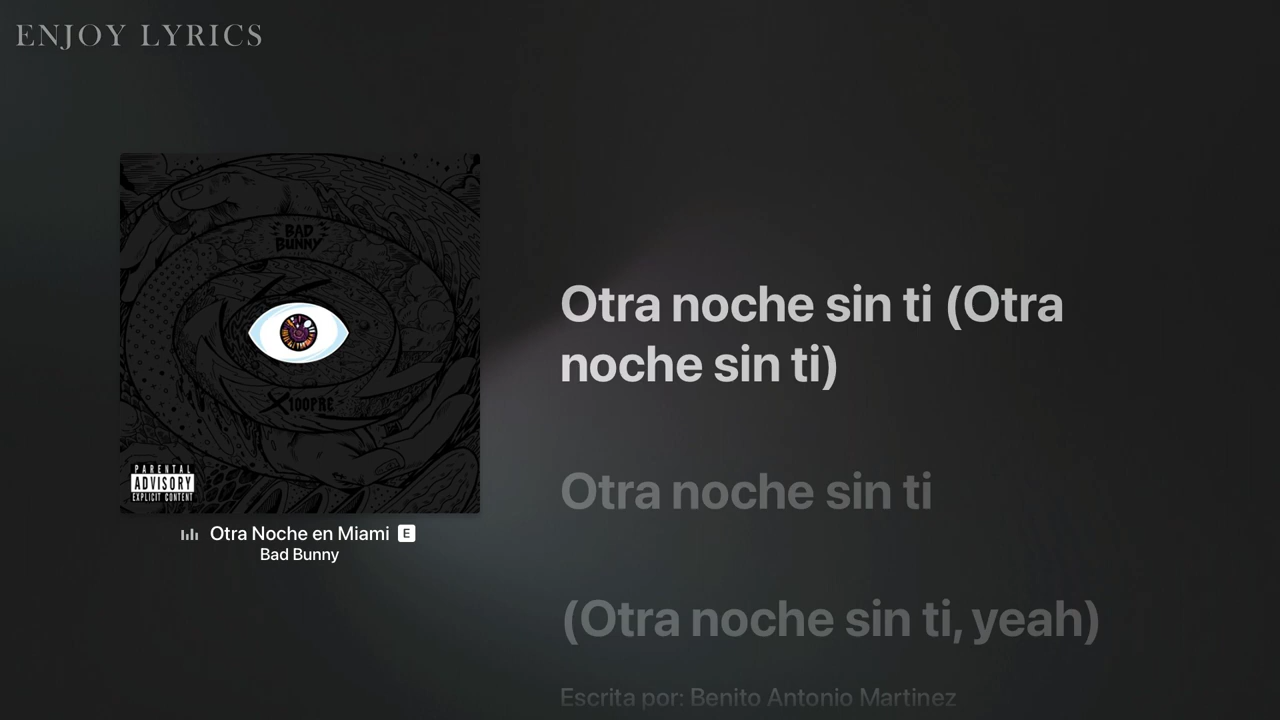 ENJOY LYRICS
BAD
BUNNY
X 100PRE
PARENTAL
ADVISORY
EXPLICIT CONTENT
Otra Noche en Miami E
Bad Bunny
Otra noche sin ti (Otra
noche sin ti)
Otra noche sin ti
(Otra noche sin ti, yeah)
Escrita por: Benito Antonio Martinez